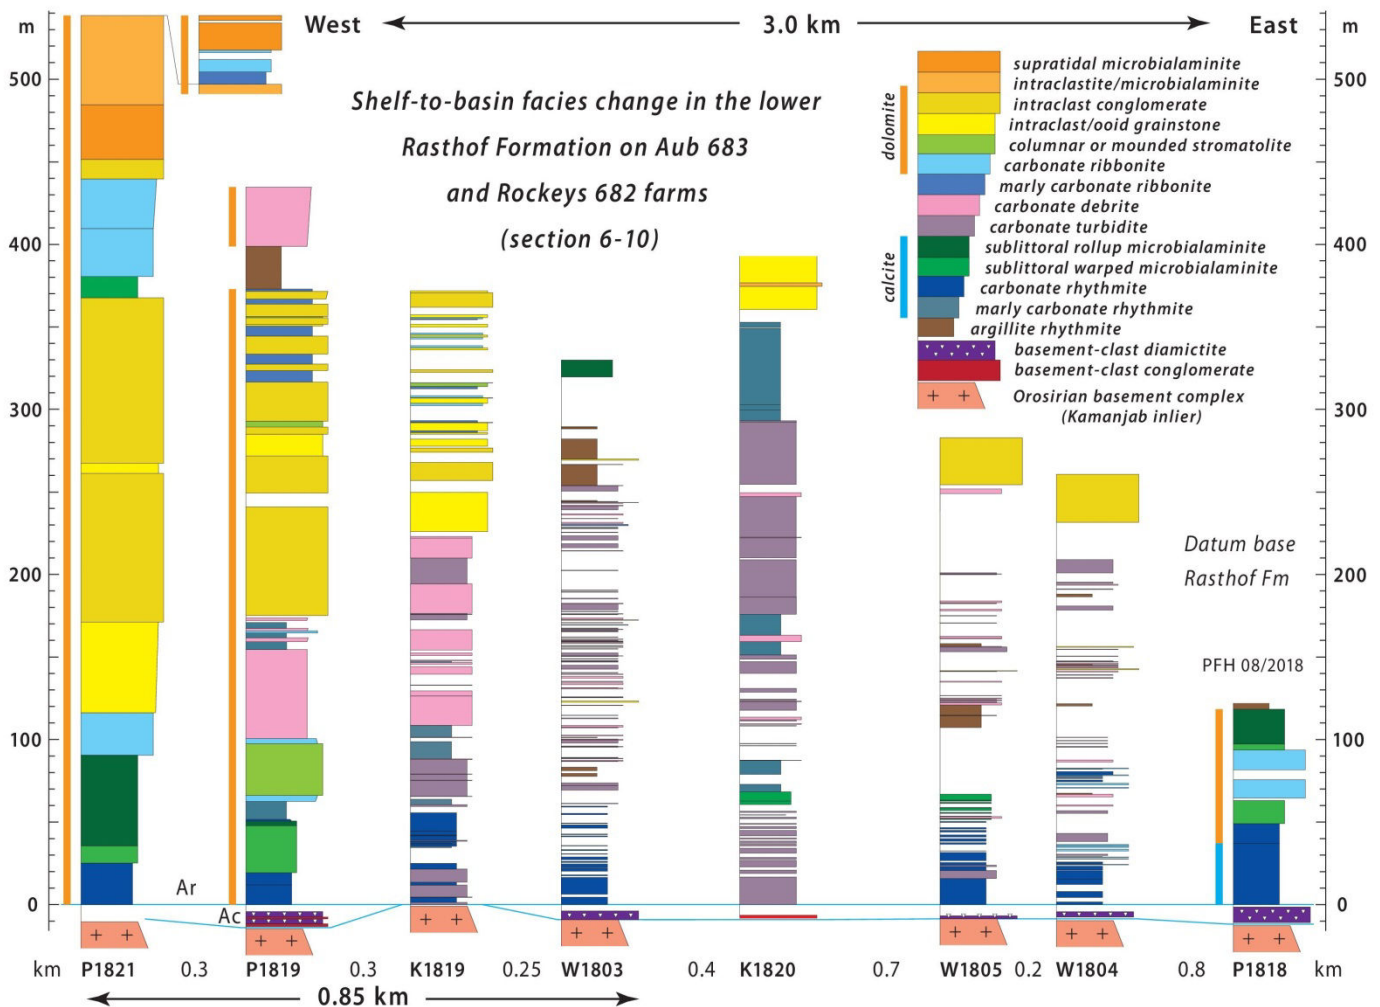 m
West
3.0 km
East
m
500
400
300
200
100
0
Shelf-to-basin facies change in the lower
Rasthof Formation on Aub 683
and Rockeys 682 farms
(section 6-10)
supratidal microbialaminite
intraclastite/microbialaminite
intraclast conglomerate
intraclast/ooid grainstone
columnar or mounded stromatolite
carbonate ribbonite
marly carbonate ribbonite
carbonate debrite
carbonate turbidite
sublittoral rollup microbialaminite
sublittoral warped microbialaminite
carbonate rhythmite
marly carbonate rhythmite
argillite rhythmite
basement-clast diamictite
basement-clast conglomerate
Orosirian basement complex
(Kamanjab inlier)
dolomite
calcite
Datum base
Rasthof Fm
PFH 08/2018
500
400
300
200
100
0
Ar
Ac
km P1821 0.3 P1819 0.3 K1819 0.25 W1803 0.4 K1820 0.7 W1805 0.2 W1804 0.8 P1818 km
0.85 km